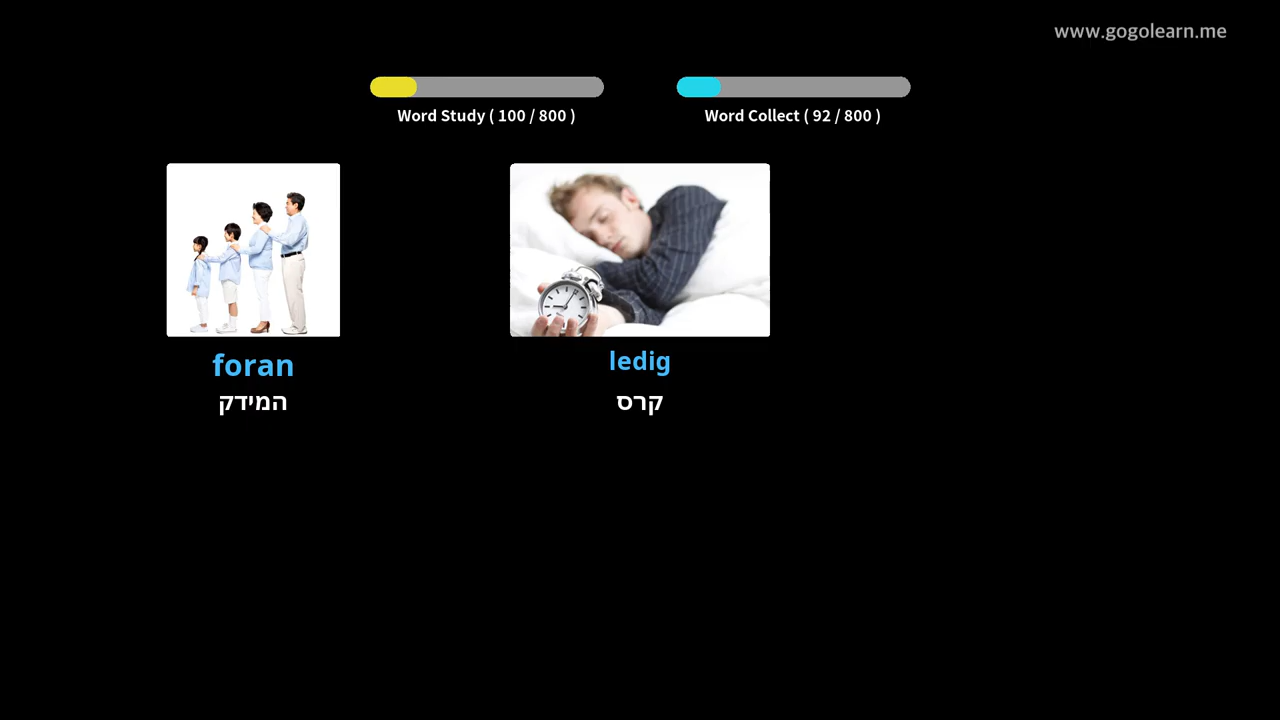 www.gogolearn.me
Word Study ( 100 / 800 )
Word Collect ( 92 / 800 )
foran
המידק
ledig
קרס